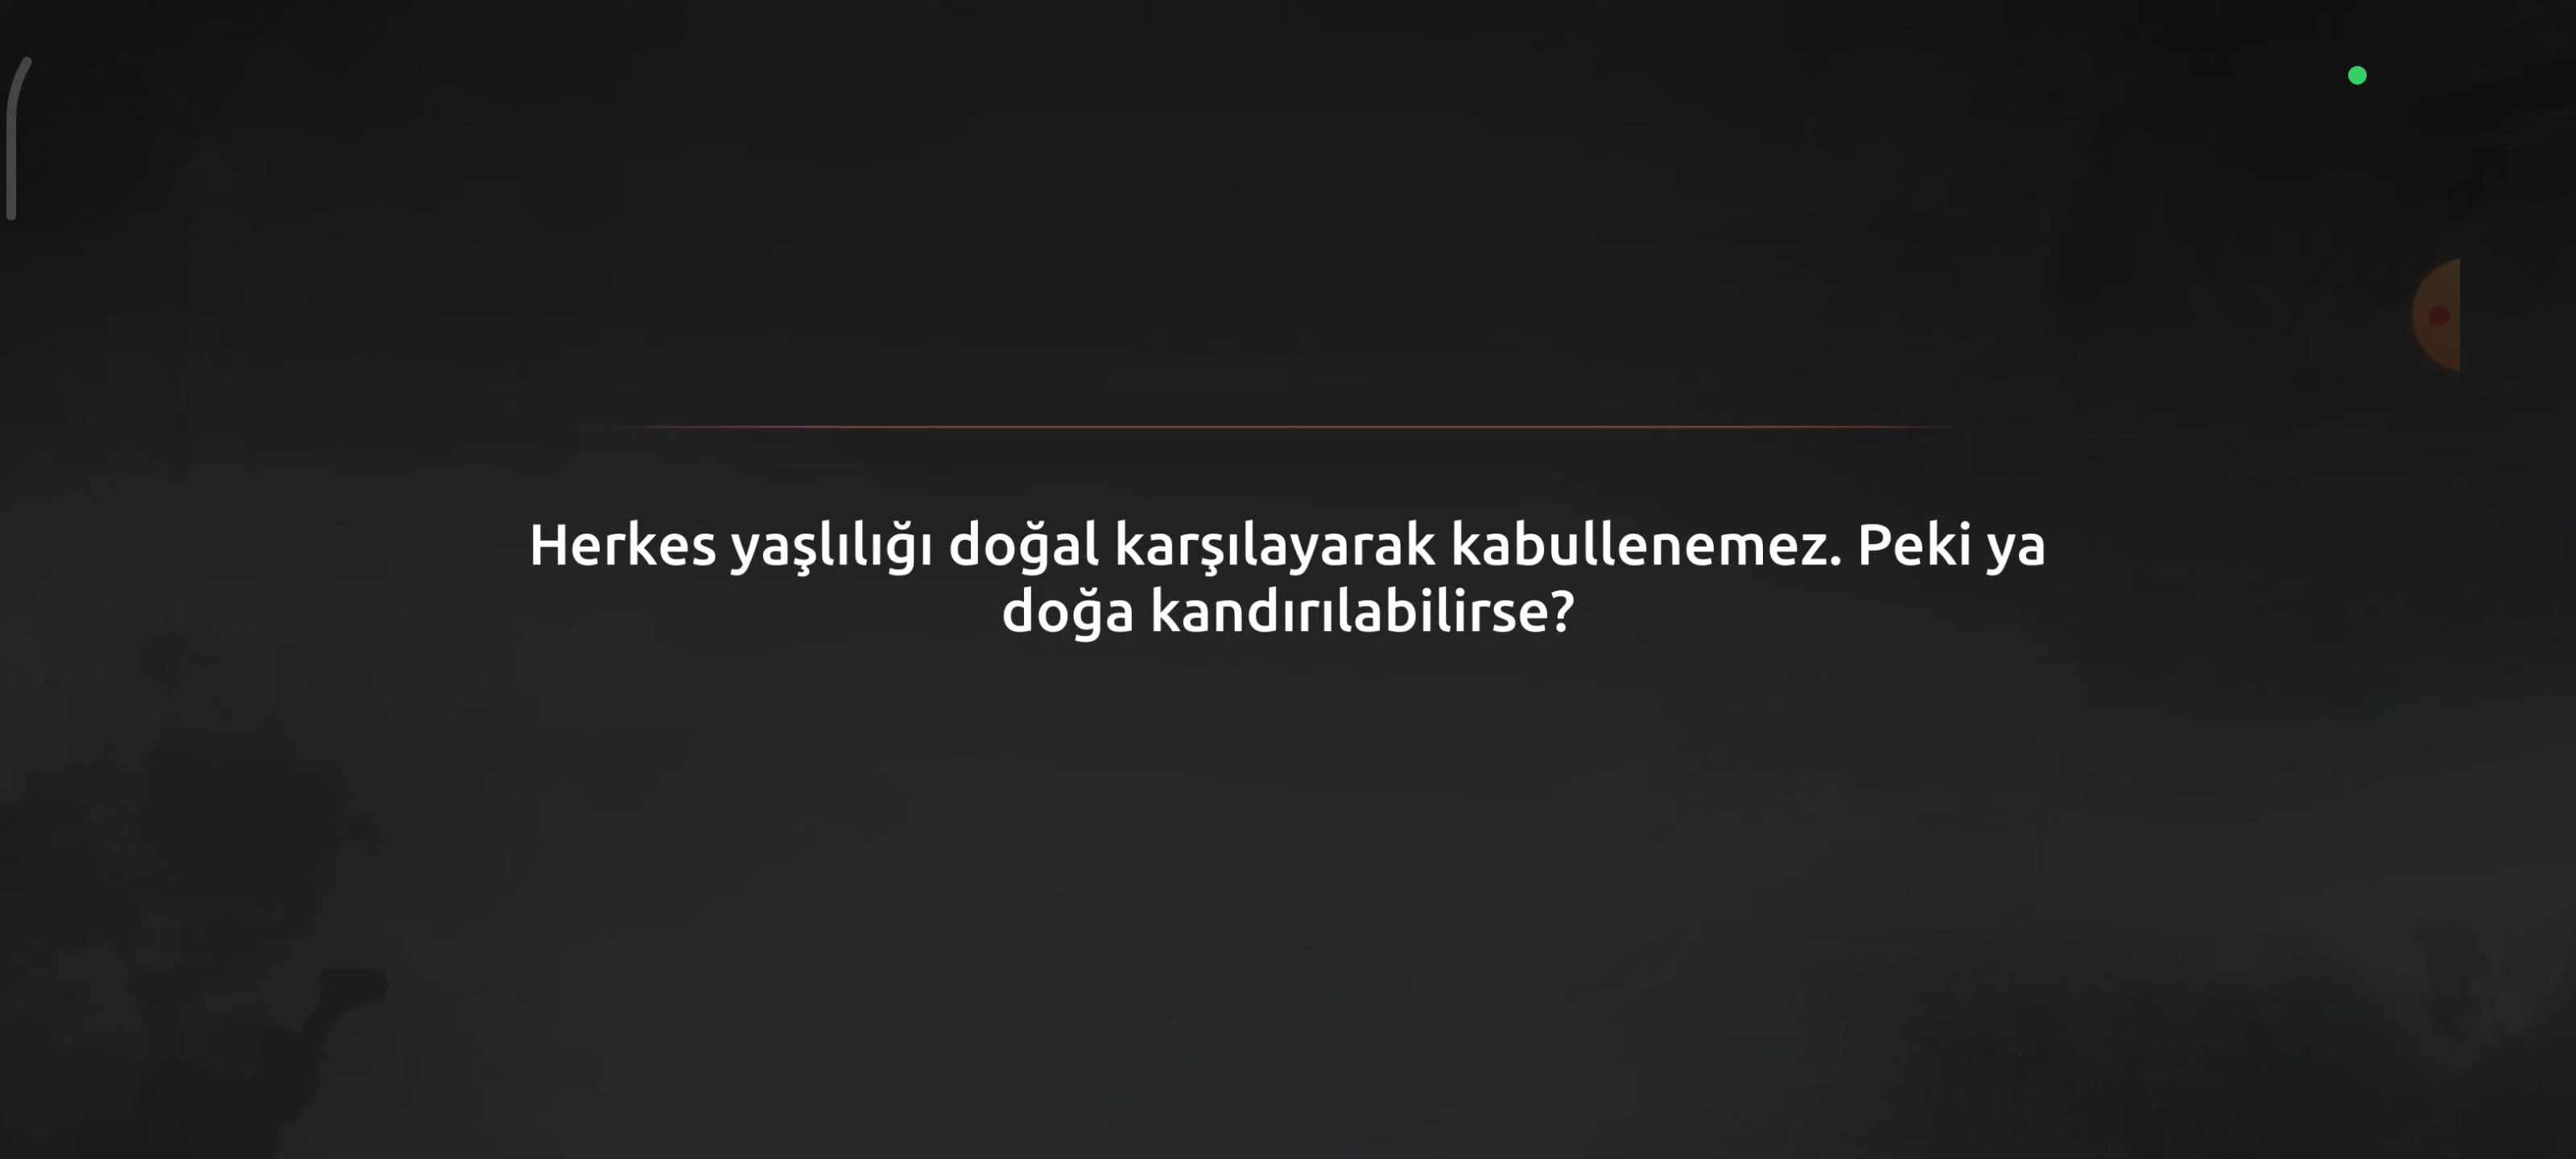 Herkes yaşlılığı doğal karşılayarak kabullenemez. Peki ya
doğa kandırılabilirse?